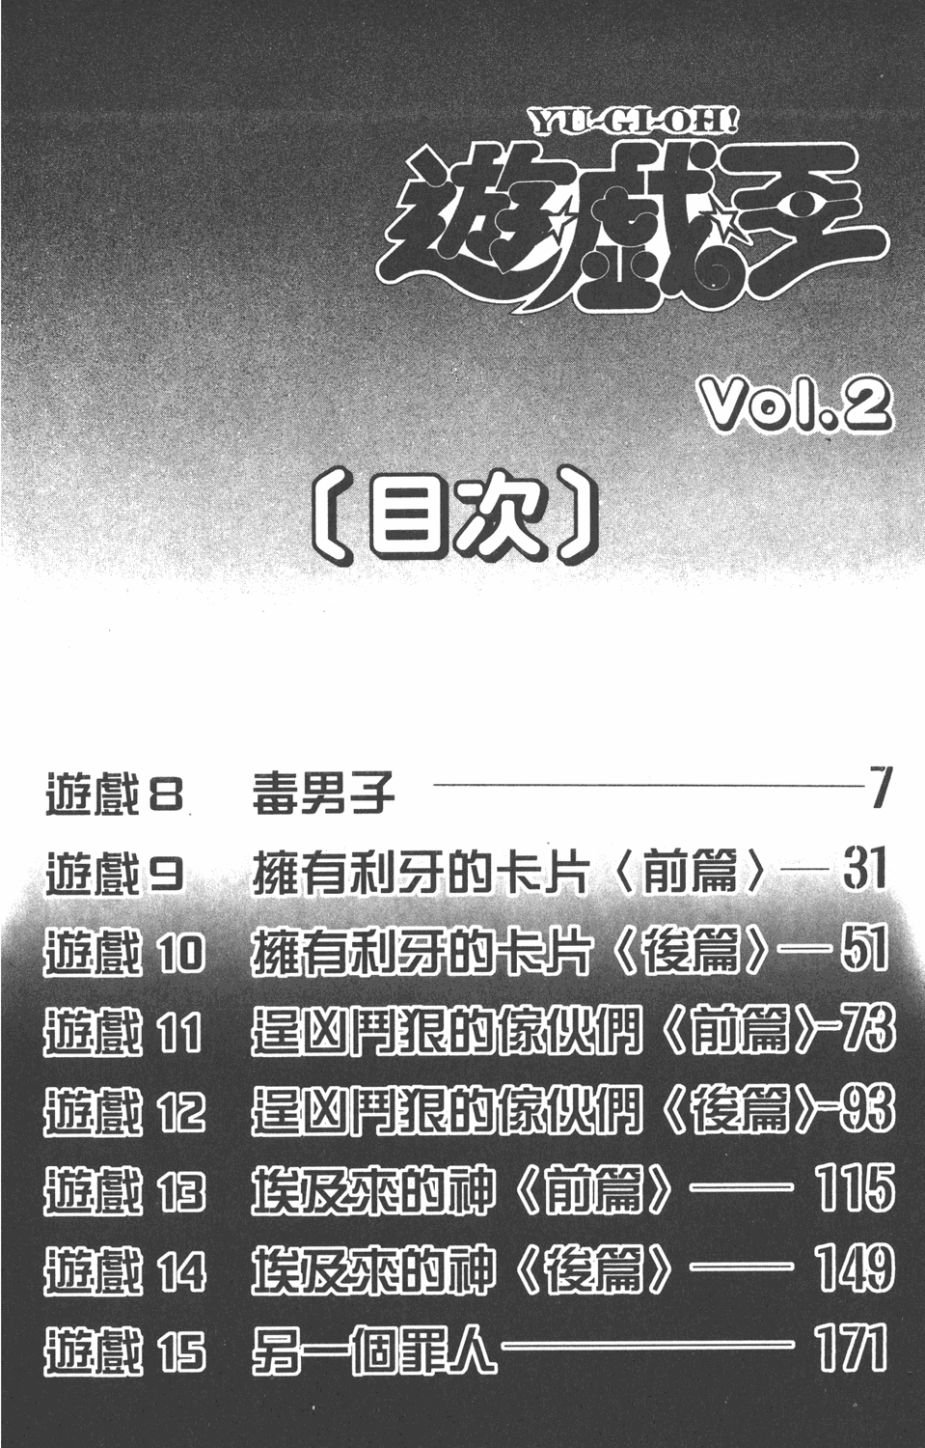 YU-GI-OH!
遊戲王
Vol.2
〔目次〕
遊戲8 毒男子 7
遊戲9 擁有利牙的卡片〈前篇〉 31
遊戲10 擁有利牙的卡片〈後篇〉 51
遊戲11 逞凶鬥狠的傢伙們〈前篇〉 73
遊戲12 逞凶鬥狠的傢伙們〈後篇〉 93
遊戲13 埃及來的神〈前篇〉 115
遊戲14 埃及來的神〈後篇〉 149
遊戲15 另一個罪人 171